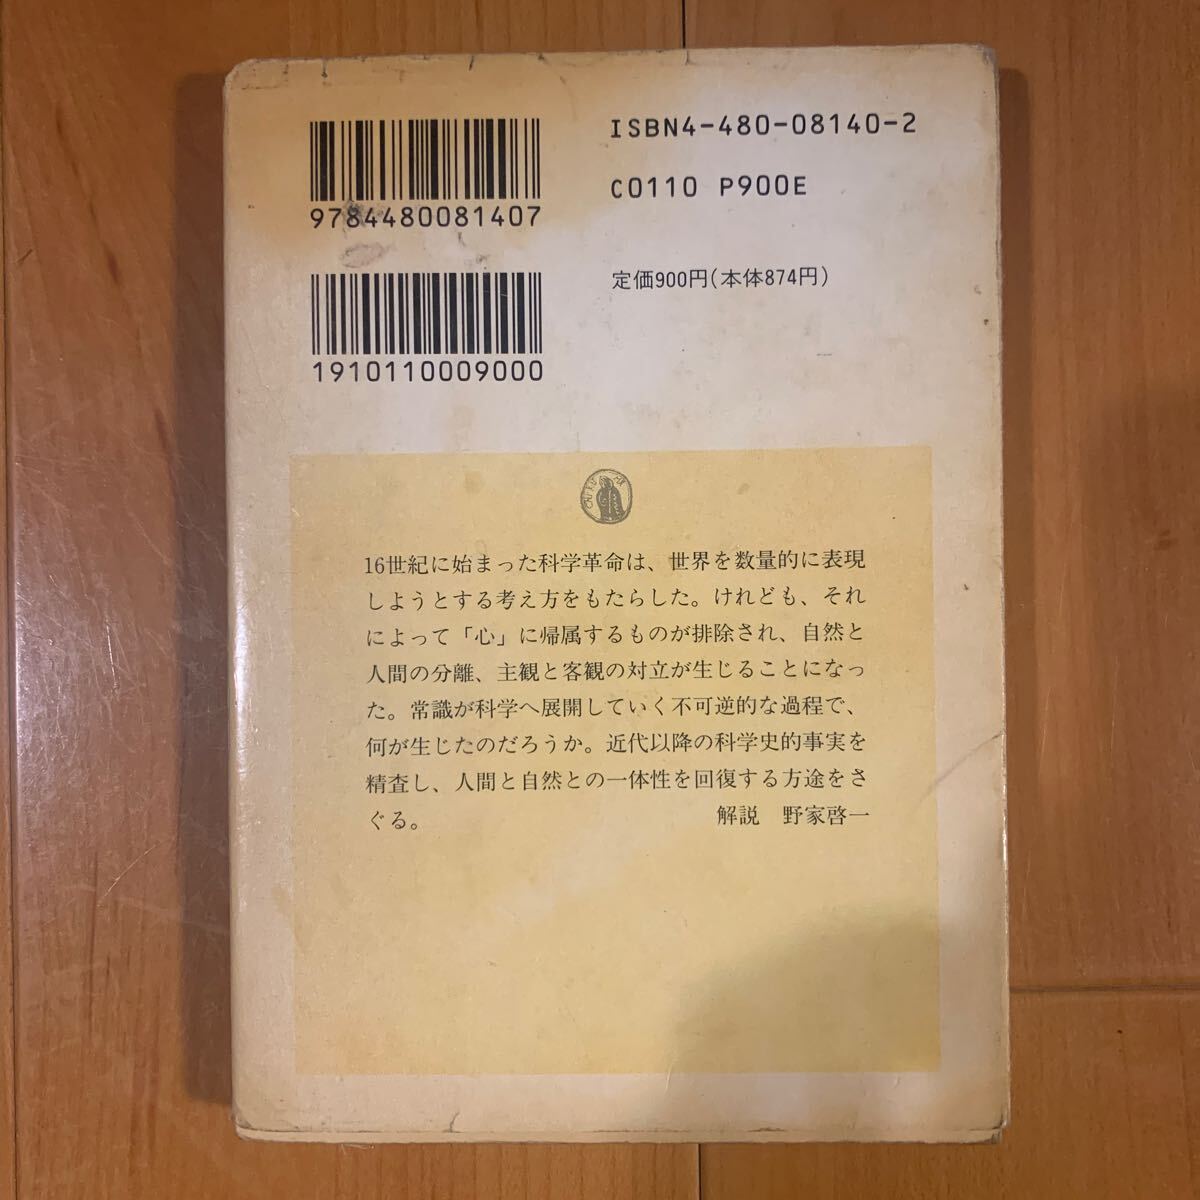 ISBN4-480-08140-2
C0110 P900E
9784480081407
定価900円(本体874円)
1910110009000
16世紀に始まった科学革命は、世界を数量的に表現
しようとする考え方をもたらした。けれども、それ
によって「心」に帰属するものが排除され、自然と
人間の分離、主観と客観の対立が生じることになっ
た。常識が科学へ展開していく不可逆的な過程で、
何が生じたのだろうか。近代以降の科学史的事実を
精査し、人間と自然との一体性を回復する方途をさ
ぐる。 解説 野家啓一